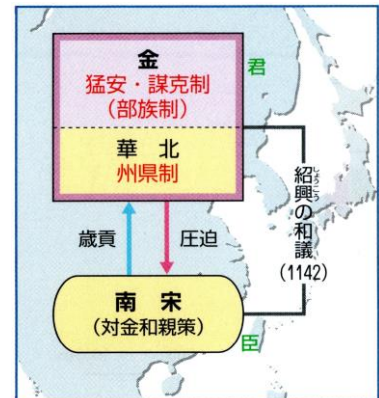 金
君
猛安・謀克制
(部族制)
華北
州県制
歳貢
圧迫
紹興の和議
しょうこう
(1142)
南宋
(対金和親策)
臣